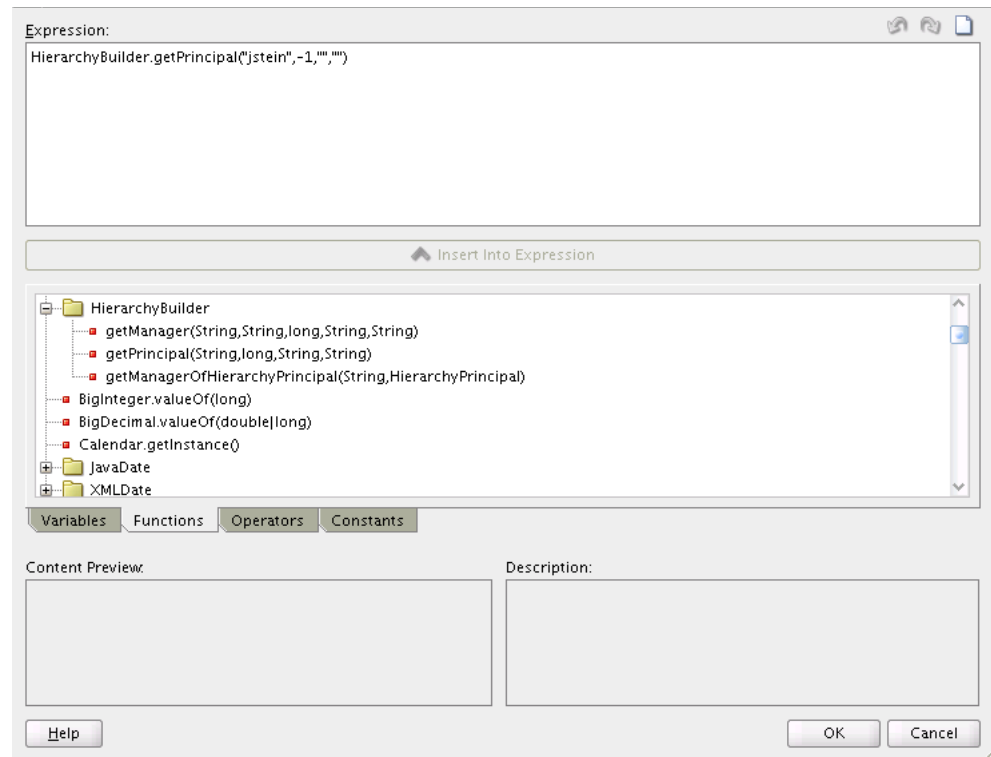 Expression:
HierarchyBuilder.getPrincipal("jstein",-1,"","")
Insert Into Expression
HierarchyBuilder
getManager(String,String,long,String,String)
getPrincipal(String,long,String,String)
getManagerOfHierarchyPrincipal(String,HierarchyPrincipal)
BigInteger.valueOf(long)
BigDecimal.valueOf(double|long)
Calendar.getInstance()
JavaDate
XMLDate
Variables Functions Operators Constants
Content Preview: Description:
Help OK Cancel